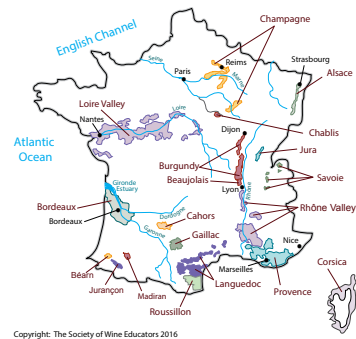 Champagne
English Channel
Seine
Reims
Marne
Paris
Strasbourg
Alsace
Loire Valley
Loire
Nantes
Chablis
Dijon
Atlantic
Ocean
Jura
Burgundy
Beaujolais
Savoie
Lyon
Gironde
Estuary
Rhône
Bordeaux
Bordeaux
Dordogne
Rhône Valley
Cahors
Garonne
Gaillac
Nice
Marseilles
Corsica
Béarn
Jurançon
Madiran
Languedoc
Provence
Roussillon
Copyright: The Society of Wine Educators 2016